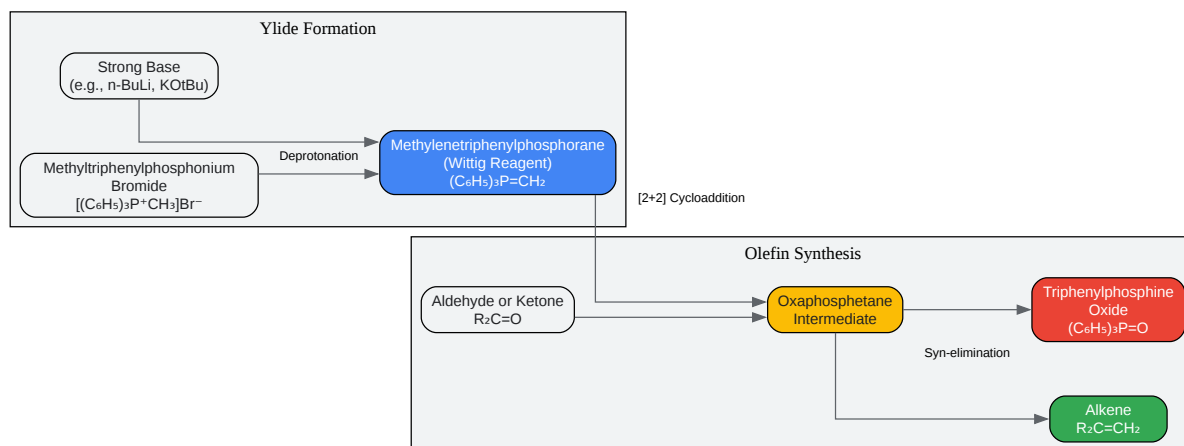 Ylide Formation
Strong Base
(e.g., n-BuLi, KOtBu)
Deprotonation
Methyltriphenylphosphonium
Bromide
[(C₆H₅)₃P⁺CH₃]Br⁻
Methylenetriphenylphosphorane
(Wittig Reagent)
(C₆H₅)₃P=CH₂
[2+2] Cycloaddition
Olefin Synthesis
Aldehyde or Ketone
R₂C=O
Oxaphosphetane
Intermediate
Triphenylphosphine
Oxide
(C₆H₅)₃P=O
Syn-elimination
Alkene
R₂C=CH₂